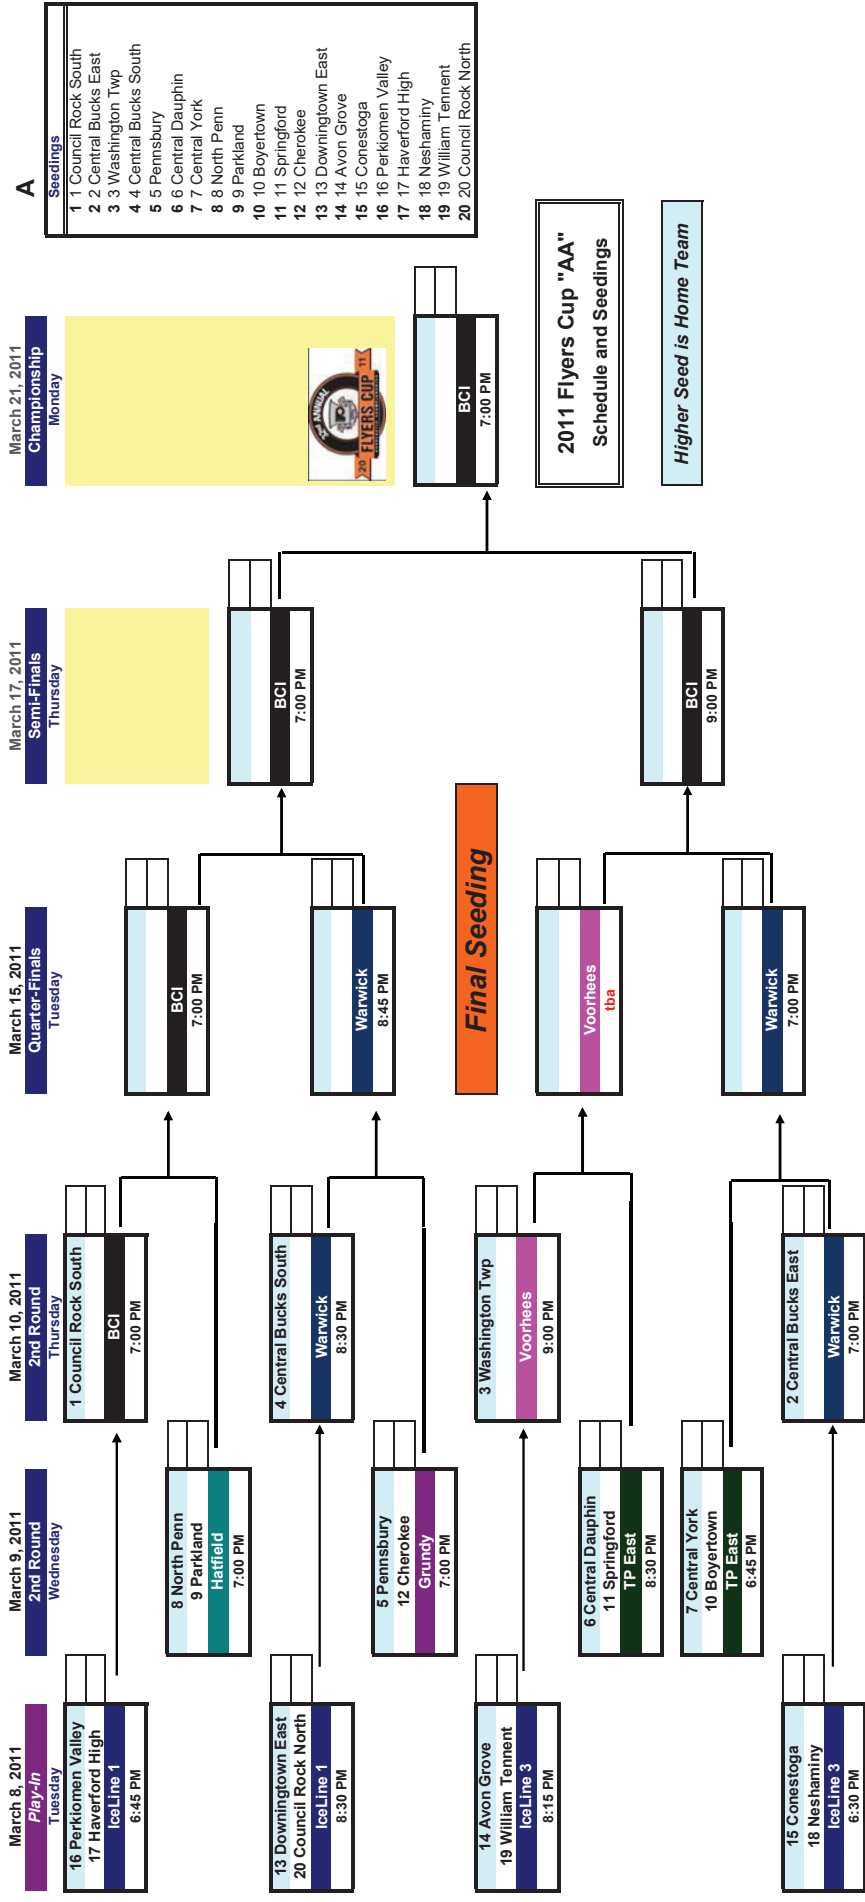 March 8, 2011
Play-In
Tuesday
16 Perkiomen Valley
17 Haverford High
IceLine 1
6:45 PM
13 Downingtown East
20 Council Rock North
IceLine 1
8:30 PM
14 Avon Grove
19 William Tennent
IceLine 3
8:15 PM
15 Conestoga
18 Neshaminy
IceLine 3
6:30 PM
March 9, 2011
2nd Round
Wednesday
8 North Penn
9 Parkland
Hatfield
7:00 PM
5 Pennsbury
12 Cherokee
Grundy
7:00 PM
6 Central Dauphin
11 Springford
TP East
8:30 PM
7 Central York
10 Boyertown
TP East
6:45 PM
March 10, 2011
2nd Round
Thursday
1 Council Rock South
BCI
7:00 PM
4 Central Bucks South
Warwick
8:30 PM
3 Washington Twp
Voorhees
9:00 PM
2 Central Bucks East
Warwick
7:00 PM
March 15, 2011
Quarter-Finals
Tuesday
BCI
7:00 PM
Warwick
8:45 PM
Final Seeding
Voorhees
tba
Warwick
7:00 PM
March 17, 2011
Semi-Finals
Thursday
BCI
7:00 PM
BCI
9:00 PM
March 21, 2011
Championship
Monday
ANNUAL
20 FLYERS CUP 11
BCI
7:00 PM
2011 Flyers Cup "AA"
Schedule and Seedings
Higher Seed is Home Team
A
Seedings
1 1 Council Rock South
2 2 Central Bucks East
3 3 Washington Twp
4 4 Central Bucks South
5 5 Pennsbury
6 6 Central Dauphin
7 7 Central York
8 8 North Penn
9 9 Parkland
10 10 Boyertown
11 11 Springford
12 12 Cherokee
13 13 Downingtown East
14 14 Avon Grove
15 15 Conestoga
16 16 Perkiomen Valley
17 17 Haverford High
18 18 Neshaminy
19 19 William Tennent
20 20 Council Rock North